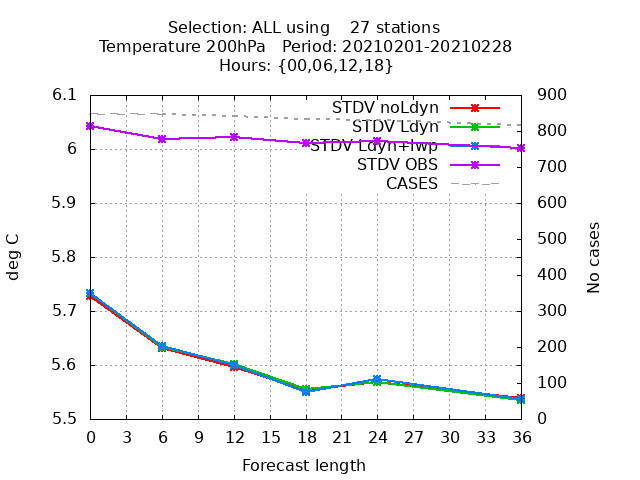 Selection: ALL using 27 stations
Temperature 200hPa Period: 20210201-20210228
Hours: {00,06,12,18}
6.1
6
5.9
5.8
5.7
5.6
5.5
deg C
STDV noLdyn
STDV Ldyn
STDV Ldyn+Iwp
STDV OBS
CASES
900
800
700
600
500
400
300
200
100
0
No cases
0 3 6 9 12 15 18 21 24 27 30 33 36
Forecast length